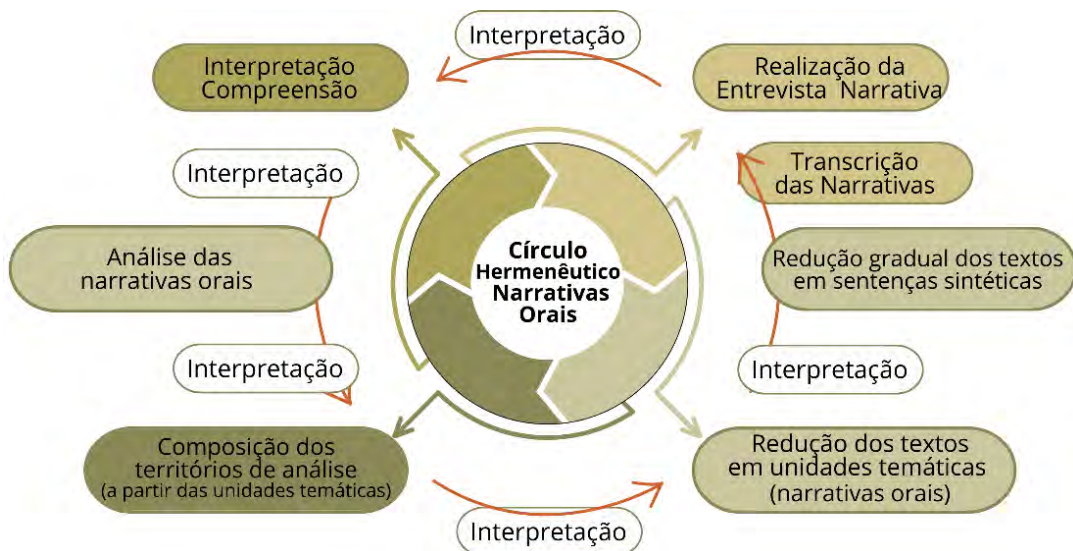 Interpretação
Interpretação
Compreensão
Realização da
Entrevista Narrativa
Interpretação
Transcrição
das Narrativas
Análise das
narrativas orais
Círculo
Hermenêutico
Narrativas
Orais
Redução gradual dos textos
em sentenças sintéticas
Interpretação
Interpretação
Composição dos
territórios de análise
(a partir das unidades temáticas)
Redução dos textos
em unidades temáticas
(narrativas orais)
Interpretação